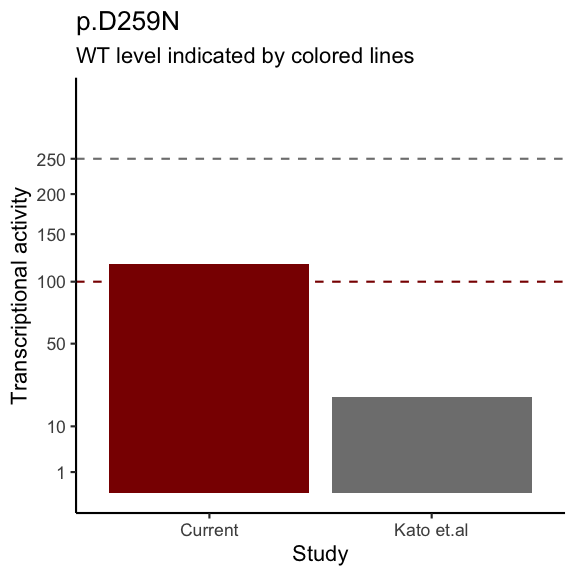 p.D259N
WT level indicated by colored lines
Transcriptional activity
250
200
150
100
50
10
1
Current
Kato et.al
Study